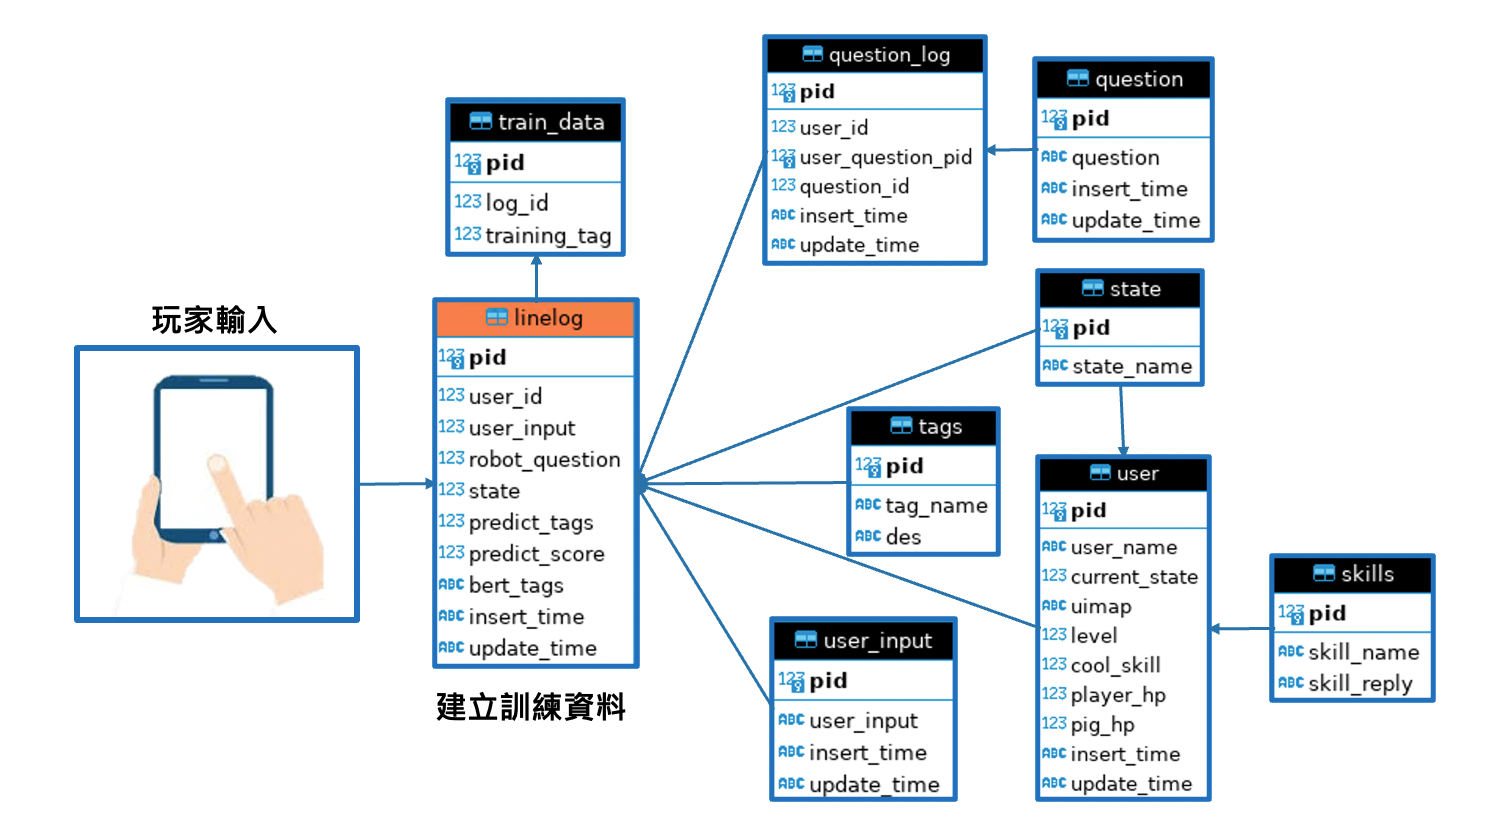 玩家輸入
train_data
123 pid
123 log_id
123 training_tag
linelog
123 pid
123 user_id
123 user_input
123 robot_question
123 state
123 predict_tags
123 predict_score
ABC bert_tags
ABC insert_time
ABC update_time
建立訓練資料
question_log
123 pid
123 user_id
123 user_question_pid
123 question_id
ABC insert_time
ABC update_time
question
123 pid
ABC question
ABC insert_time
ABC update_time
state
123 pid
ABC state_name
tags
123 pid
ABC tag_name
ABC des
user
123 pid
ABC user_name
123 current_state
ABC uimap
123 level
123 cool_skill
123 player_hp
123 pig_hp
ABC insert_time
ABC update_time
user_input
123 pid
ABC user_input
ABC insert_time
ABC update_time
skills
123 pid
ABC skill_name
ABC skill_reply